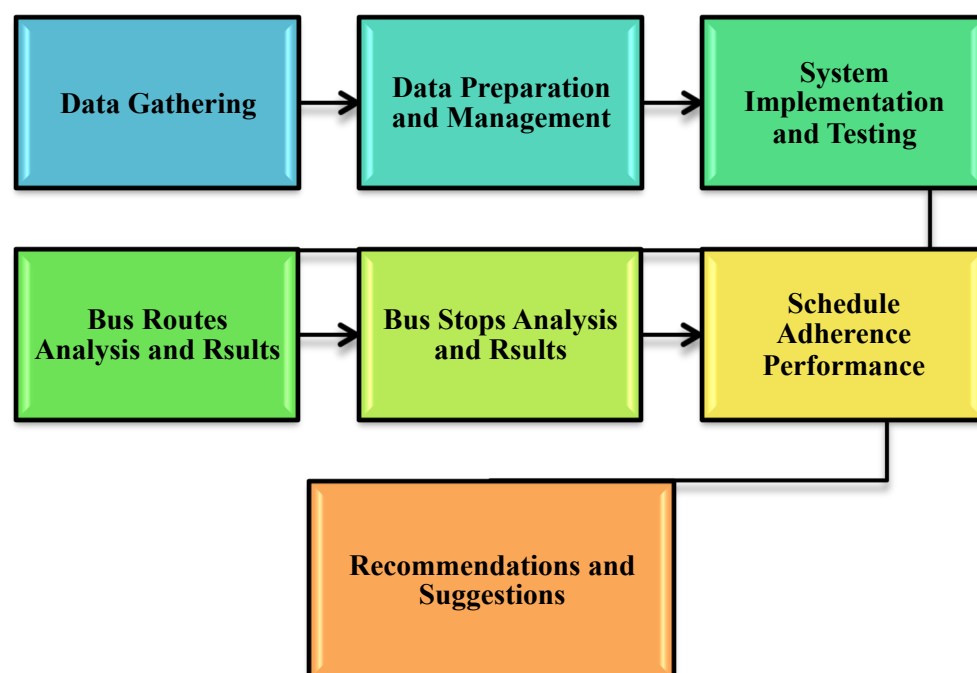 Data Gathering
Data Preparation
and Management
System
Implementation
and Testing
Bus Routes
Analysis and Rsults
Bus Stops Analysis
and Rsults
Schedule
Adherence
Performance
Recommendations and
Suggestions